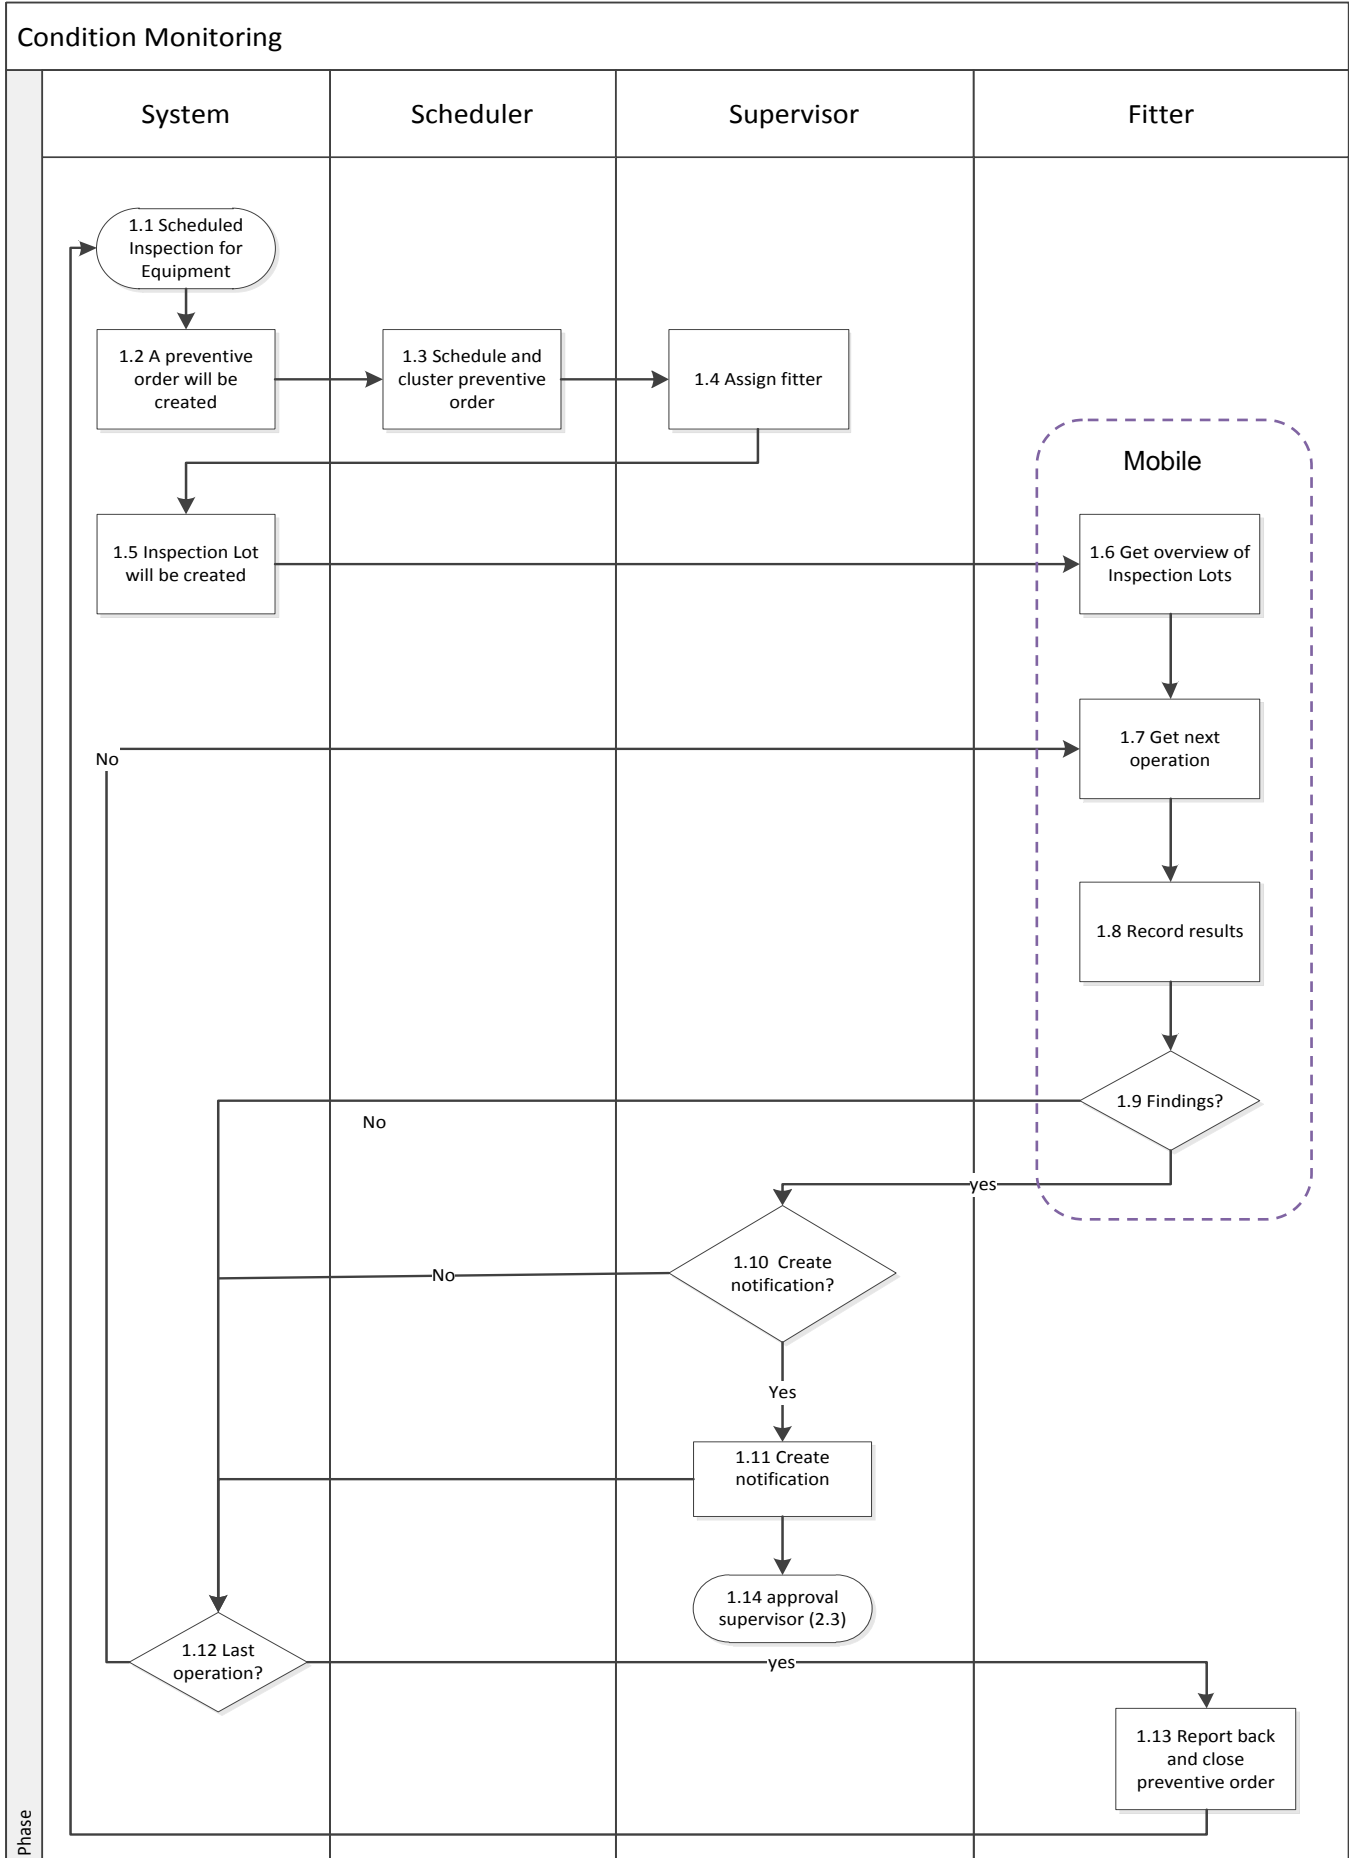 Condition Monitoring
System
Scheduler
Supervisor
Fitter
1.1 Scheduled
Inspection for
Equipment
1.2 A preventive
order will be
created
1.3 Schedule and
cluster preventive
order
1.4 Assign fitter
Mobile
1.5 Inspection Lot
will be created
1.6 Get overview of
Inspection Lots
No
1.7 Get next
operation
1.8 Record results
1.9 Findings?
No
yes
1.10  Create
notification?
No
Yes
1.11 Create
notification
1.14 approval
supervisor (2.3)
1.12 Last
operation?
yes
1.13 Report back
and close
preventive order
Phase